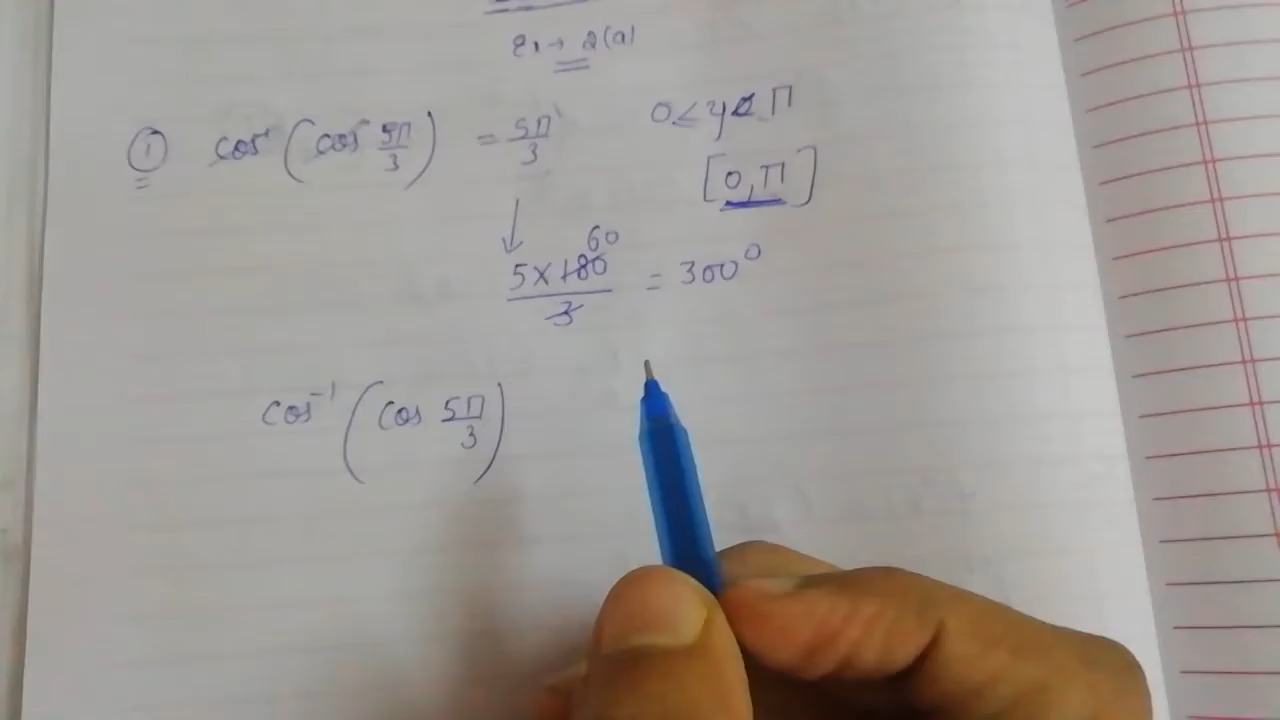 Ex → 2(a)
① cos⁻¹(cos 5π/3) = 5π/3
0 ≤ y ≤ π
[0, π]
↓
5×180/3 60 = 300°
cos⁻¹(cos 5π/3)